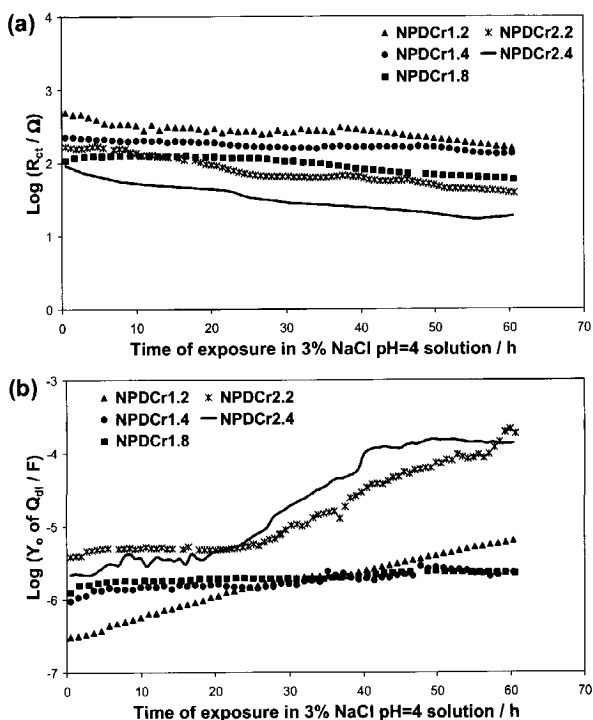 (a)
4
3
2
1
0
▲ NPDCr1.2 ✳ NPDCr2.2
● NPDCr1.4 — NPDCr2.4
■ NPDCr1.8
Log (R_ct / Ω)
0 10 20 30 40 50 60 70
Time of exposure in 3% NaCl pH=4 solution / h
(b)
-3
-4
-5
-6
-7
▲ NPDCr1.2 ✳ NPDCr2.2
● NPDCr1.4 — NPDCr2.4
■ NPDCr1.8
Log (Y_o of Q_dl / F)
0 10 20 30 40 50 60 70
Time of exposure in 3% NaCl pH=4 solution / h